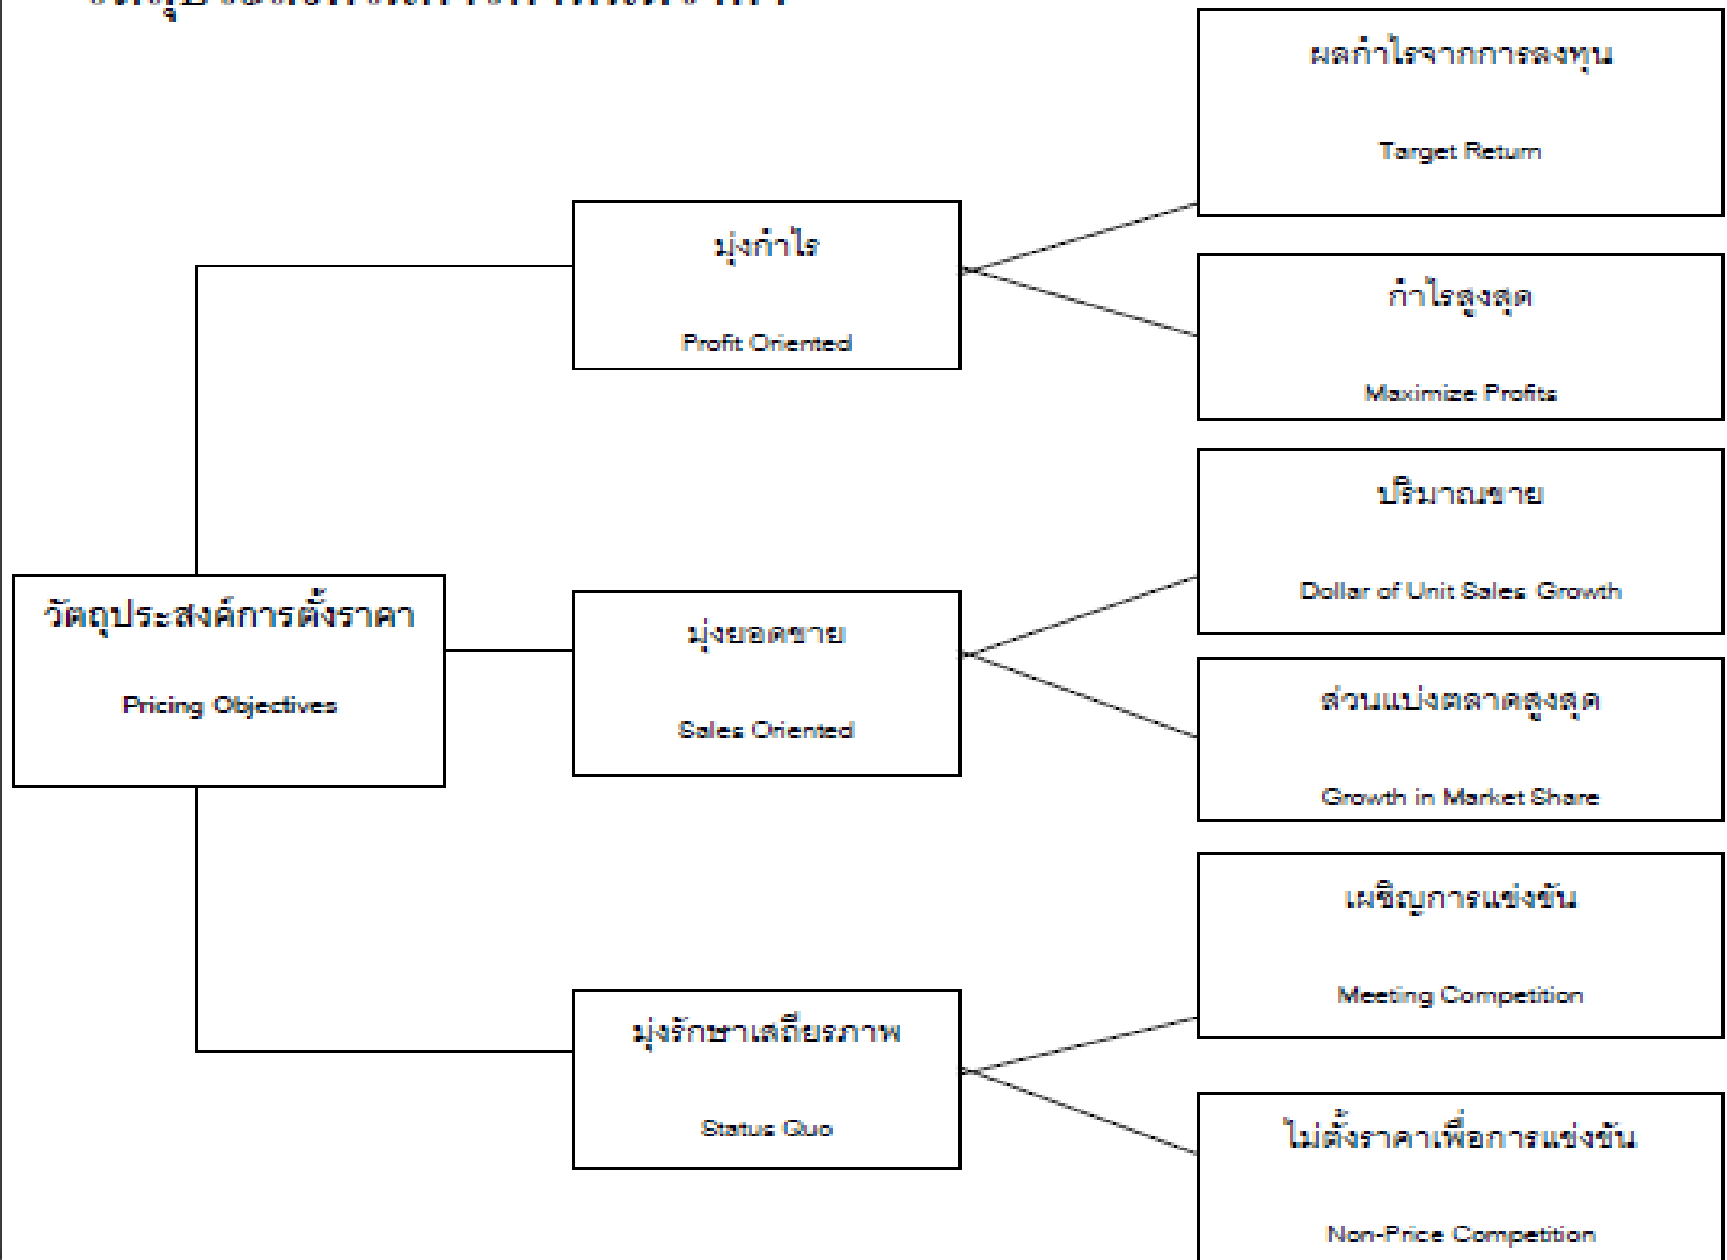 ผลกำไรจากการลงทุน
Target Return
มุ่งกำไร
Profit Oriented
กำไรสูงสุด
Maximize Profits
ปริมาณขาย
Dollar of Unit Sales Growth
วัตถุประสงค์การตั้งราคา
Pricing Objectives
มุ่งยอดขาย
Sales Oriented
ส่วนแบ่งตลาดสูงสุด
Growth in Market Share
เผชิญการแข่งขัน
Meeting Competition
มุ่งรักษาเสถียรภาพ
Status Quo
ไม่ตั้งราคาเพื่อการแข่งขัน
Non-Price Competition